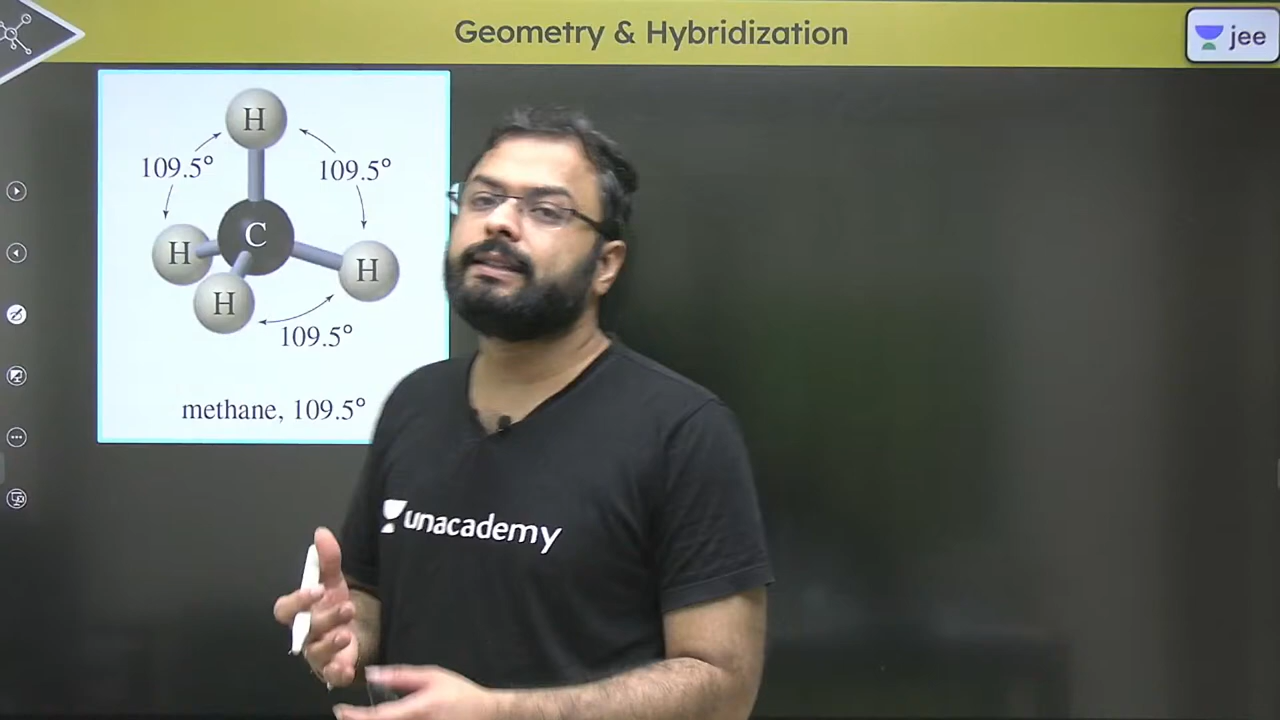 Geometry & Hybridization
jee
H
109.5°
109.5°
C
H
H
H
109.5°
methane, 109.5°
unacademy